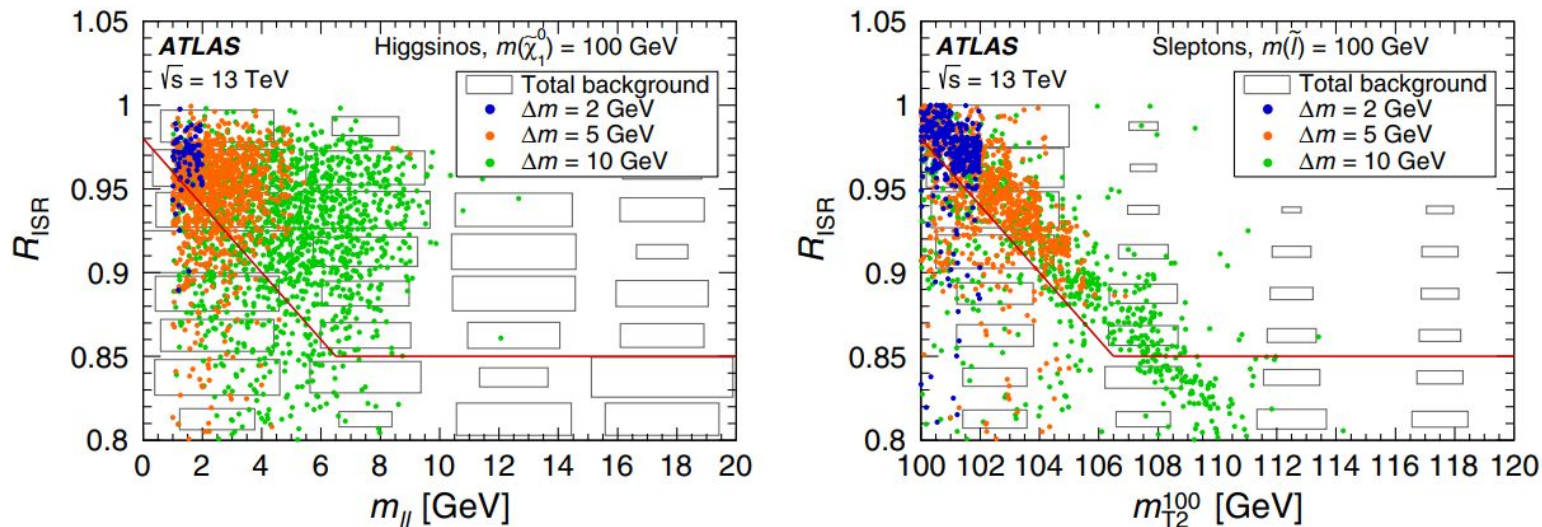 ATLAS
Higgsinos, m(χ̃₁⁰) = 100 GeV
√s = 13 TeV
Total background
Δm = 2 GeV
Δm = 5 GeV
Δm = 10 GeV
R_ISR
1.05
1
0.95
0.9
0.85
0.8
0 2 4 6 8 10 12 14 16 18 20
m_ll [GeV]
ATLAS
Sleptons, m(l̃) = 100 GeV
√s = 13 TeV
Total background
Δm = 2 GeV
Δm = 5 GeV
Δm = 10 GeV
R_ISR
1.05
1
0.95
0.9
0.85
0.8
100 102 104 106 108 110 112 114 116 118 120
m_T2^100 [GeV]